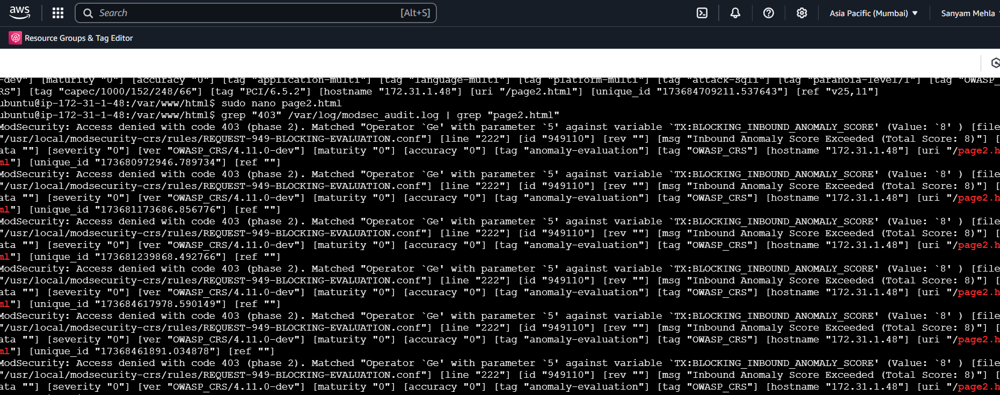 aws
Search [Alt+S]
Asia Pacific (Mumbai) Sanyam Mehla
Resource Groups & Tag Editor
-dev"] [maturity "0"] [accuracy "0"] [tag "application-multi"] [tag "language-multi"] [tag "platform-multi"] [tag "attack-sqli"] [tag "paranoia-level/1"] [tag "OWASP_
RS"] [tag "capec/1000/152/248/66"] [tag "PCI/6.5.2"] [hostname "172.31.1.48"] [uri "/page2.html"] [unique_id "173684709211.537643"] [ref "v25,11"]
ubuntu@ip-172-31-1-48:/var/www/html$ sudo nano page2.html
ubuntu@ip-172-31-1-48:/var/www/html$ grep "403" /var/log/modsec_audit.log | grep "page2.html"
ModSecurity: Access denied with code 403 (phase 2). Matched "Operator `Ge' with parameter `5' against variable `TX:BLOCKING_INBOUND_ANOMALY_SCORE' (Value: `8' ) [file
"/usr/local/modsecurity-crs/rules/REQUEST-949-BLOCKING-EVALUATION.conf"] [line "222"] [id "949110"] [rev ""] [msg "Inbound Anomaly Score Exceeded (Total Score: 8)"] [
ata ""] [severity "0"] [ver "OWASP_CRS/4.11.0-dev"] [maturity "0"] [accuracy "0"] [tag "anomaly-evaluation"] [tag "OWASP_CRS"] [hostname "172.31.1.48"] [uri "/page2.h
ml"] [unique_id "173680972946.789734"] [ref ""]
ModSecurity: Access denied with code 403 (phase 2). Matched "Operator `Ge' with parameter `5' against variable `TX:BLOCKING_INBOUND_ANOMALY_SCORE' (Value: `8' ) [file
"/usr/local/modsecurity-crs/rules/REQUEST-949-BLOCKING-EVALUATION.conf"] [line "222"] [id "949110"] [rev ""] [msg "Inbound Anomaly Score Exceeded (Total Score: 8)"] [
ata ""] [severity "0"] [ver "OWASP_CRS/4.11.0-dev"] [maturity "0"] [accuracy "0"] [tag "anomaly-evaluation"] [tag "OWASP_CRS"] [hostname "172.31.1.48"] [uri "/page2.h
ml"] [unique_id "173681173686.856776"] [ref ""]
ModSecurity: Access denied with code 403 (phase 2). Matched "Operator `Ge' with parameter `5' against variable `TX:BLOCKING_INBOUND_ANOMALY_SCORE' (Value: `8' ) [file
"/usr/local/modsecurity-crs/rules/REQUEST-949-BLOCKING-EVALUATION.conf"] [line "222"] [id "949110"] [rev ""] [msg "Inbound Anomaly Score Exceeded (Total Score: 8)"] [
ata ""] [severity "0"] [ver "OWASP_CRS/4.11.0-dev"] [maturity "0"] [accuracy "0"] [tag "anomaly-evaluation"] [tag "OWASP_CRS"] [hostname "172.31.1.48"] [uri "/page2.h
ml"] [unique_id "173681239868.492766"] [ref ""]
ModSecurity: Access denied with code 403 (phase 2). Matched "Operator `Ge' with parameter `5' against variable `TX:BLOCKING_INBOUND_ANOMALY_SCORE' (Value: `8' ) [file
"/usr/local/modsecurity-crs/rules/REQUEST-949-BLOCKING-EVALUATION.conf"] [line "222"] [id "949110"] [rev ""] [msg "Inbound Anomaly Score Exceeded (Total Score: 8)"] [
ata ""] [severity "0"] [ver "OWASP_CRS/4.11.0-dev"] [maturity "0"] [accuracy "0"] [tag "anomaly-evaluation"] [tag "OWASP_CRS"] [hostname "172.31.1.48"] [uri "/page2.h
ml"] [unique_id "173684617978.590149"] [ref ""]
ModSecurity: Access denied with code 403 (phase 2). Matched "Operator `Ge' with parameter `5' against variable `TX:BLOCKING_INBOUND_ANOMALY_SCORE' (Value: `8' ) [file
"/usr/local/modsecurity-crs/rules/REQUEST-949-BLOCKING-EVALUATION.conf"] [line "222"] [id "949110"] [rev ""] [msg "Inbound Anomaly Score Exceeded (Total Score: 8)"] [
ata ""] [severity "0"] [ver "OWASP_CRS/4.11.0-dev"] [maturity "0"] [accuracy "0"] [tag "anomaly-evaluation"] [tag "OWASP_CRS"] [hostname "172.31.1.48"] [uri "/page2.h
ml"] [unique_id "17368461891.034878"] [ref ""]
ModSecurity: Access denied with code 403 (phase 2). Matched "Operator `Ge' with parameter `5' against variable `TX:BLOCKING_INBOUND_ANOMALY_SCORE' (Value: `8' ) [file
"/usr/local/modsecurity-crs/rules/REQUEST-949-BLOCKING-EVALUATION.conf"] [line "222"] [id "949110"] [rev ""] [msg "Inbound Anomaly Score Exceeded (Total Score: 8)"] [
ata ""] [severity "0"] [ver "OWASP_CRS/4.11.0-dev"] [maturity "0"] [accuracy "0"] [tag "anomaly-evaluation"] [tag "OWASP_CRS"] [hostname "172.31.1.48"] [uri "/page2.h